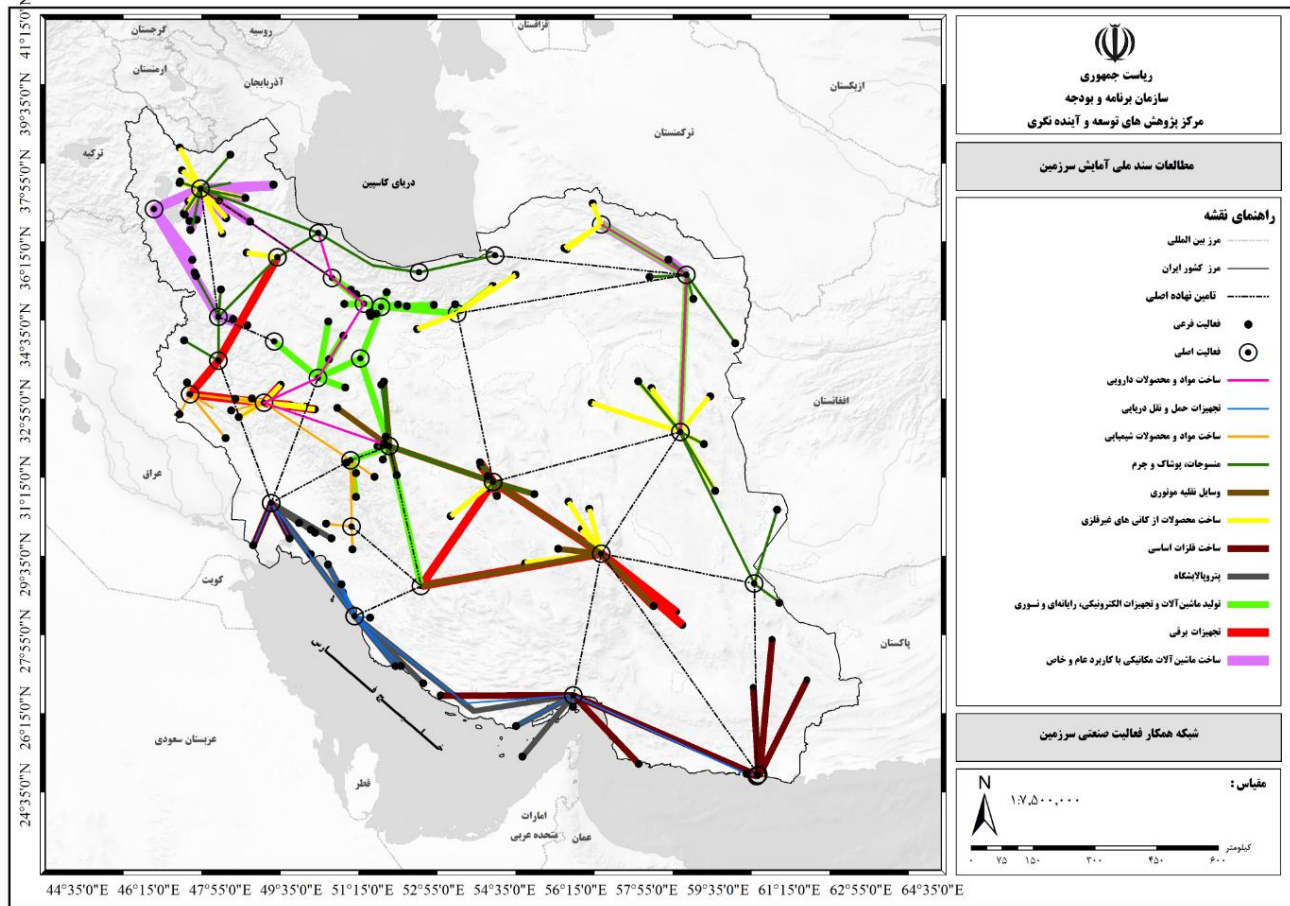 ریاست جمهوری
سازمان برنامه و بودجه
مرکز پژوهش های توسعه و آینده نگری
مطالعات سند ملی آمایش سرزمین
راهنمای نقشه
مرز بین المللی
مرز کشور ایران
تامین نهاده اصلی
فعالیت فرعی
فعالیت اصلی
ساخت مواد و محصولات دارویی
تجهیزات حمل و نقل دریایی
ساخت مواد و محصولات شیمیایی
منسوجات، پوشاک و چرم
وسایل نقلیه موتوری
ساخت محصولات از کانی های غیرفلزی
ساخت فلزات اساسی
پتروپالایشگاه
تولید ماشین‌آلات و تجهیزات الکترونیکی، رایانه‌ای و نوری
تجهیزات برقی
ساخت ماشین‌آلات مکانیکی با کاربرد عام و خاص
شبکه همکار فعالیت صنعتی سرزمین
مقیاس :
N
۱:۷,۵۰۰,۰۰۰
کیلومتر
۰ ۷۵ ۱۵۰ ۳۰۰ ۴۵۰ ۶۰۰
گرجستان
روسیه
قزاقستان
ارمنستان
آذربایجان
ازبکستان
ترکیه
ترکمنستان
دریای کاسپین
افغانستان
عراق
کویت
پاکستان
خلیج فارس
عربستان سعودی
قطر
امارات
متحده عربی
عمان
41°15'0"N
39°35'0"N
37°55'0"N
36°15'0"N
34°35'0"N
32°55'0"N
31°15'0"N
29°35'0"N
27°55'0"N
26°15'0"N
24°35'0"N
44°35'0"E 46°15'0"E 47°55'0"E 49°35'0"E 51°15'0"E 52°55'0"E 54°35'0"E 56°15'0"E 57°55'0"E 59°35'0"E 61°15'0"E 62°55'0"E 64°35'0"E